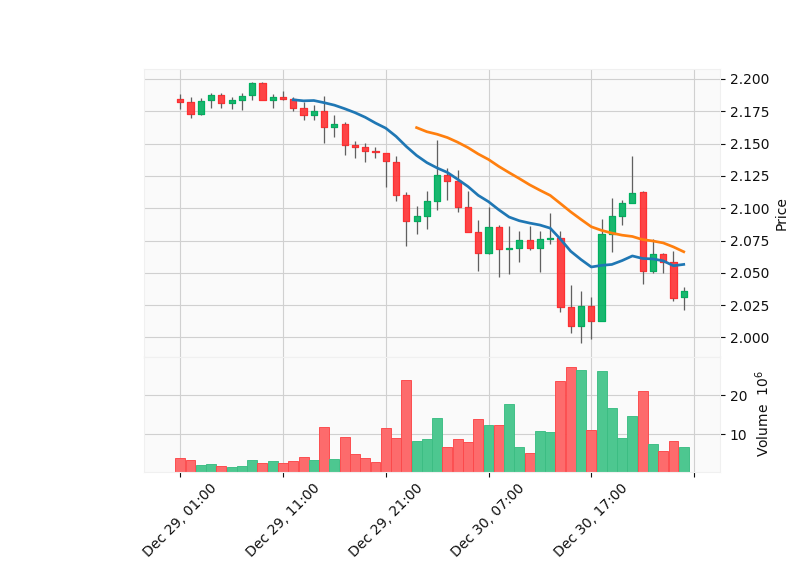 2.200
2.175
2.150
2.125
2.100
2.075
2.050
2.025
2.000
Price
20
10
Volume 10⁶
Dec 29, 01:00
Dec 29, 11:00
Dec 29, 21:00
Dec 30, 07:00
Dec 30, 17:00